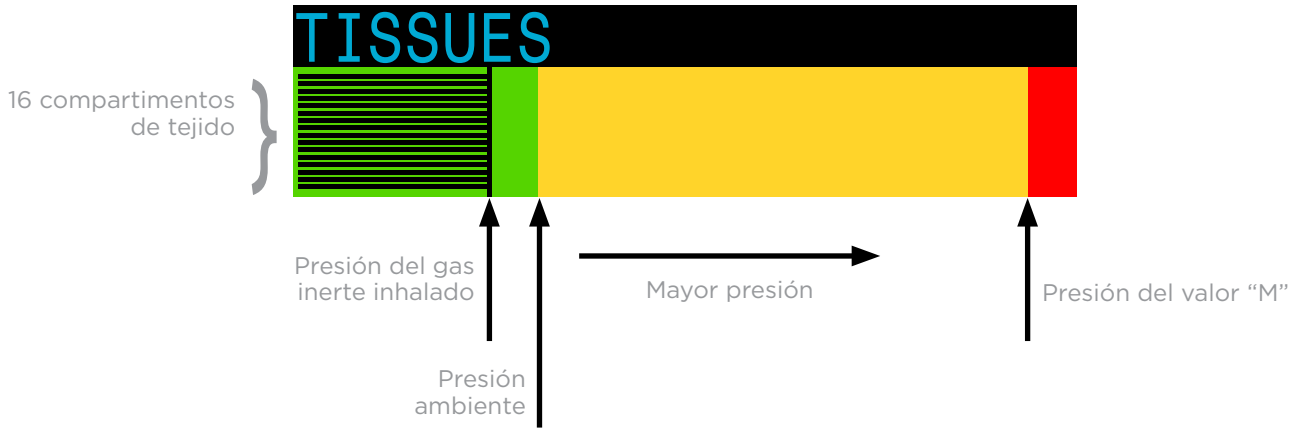 TISSUES
16 compartimentos
de tejido
Presión del gas
inerte inhalado
Mayor presión
Presión del valor “M”
Presión
ambiente